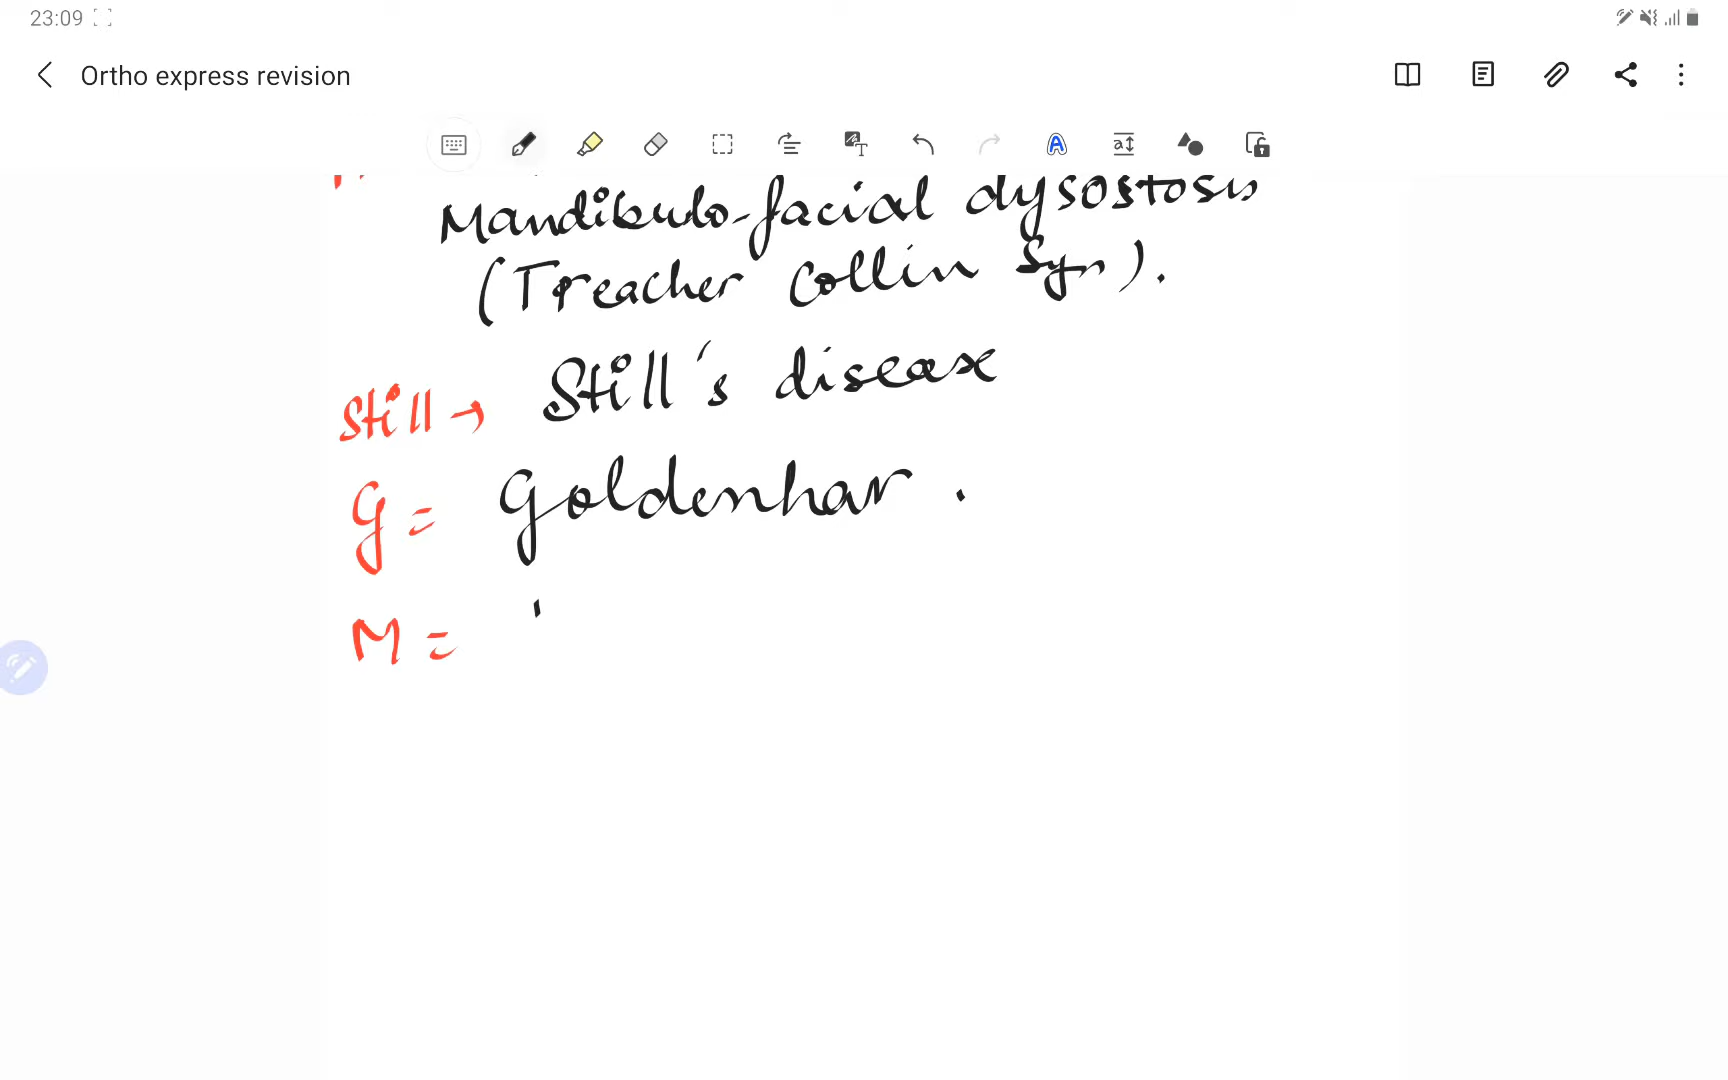 23:09
Ortho express revision
Mandibulo-facial dysostosis
(Treacher Collin Syn).
Still → Still's disease
G = Goldenhar.
M =